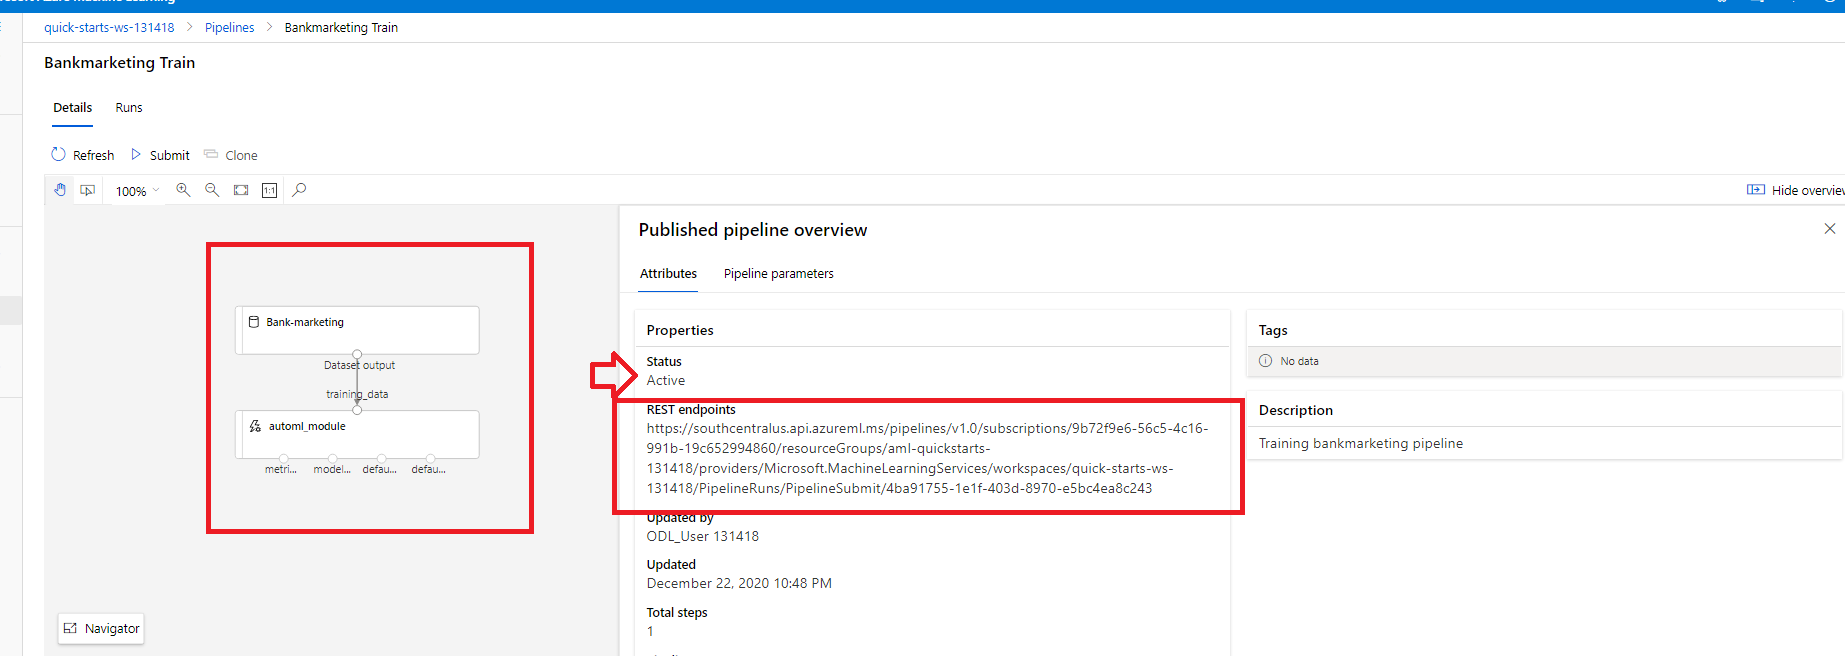 quick-starts-ws-131418 > Pipelines > Bankmarketing Train
Bankmarketing Train
Details Runs
Refresh Submit Clone
100% 1:1
Hide overview
Bank-marketing
Dataset output
training_data
automl_module
metri... model... defau... defau...
Navigator
Published pipeline overview
Attributes Pipeline parameters
Properties
Status
Active
REST endpoints
https://southcentralus.api.azureml.ms/pipelines/v1.0/subscriptions/9b72f9e6-56c5-4c16-
991b-19c652994860/resourceGroups/aml-quickstarts-
131418/providers/Microsoft.MachineLearningServices/workspaces/quick-starts-ws-
131418/PipelineRuns/PipelineSubmit/4ba91755-1e1f-403d-8970-e5bc4ea8c243
Updated by
ODL_User 131418
Updated
December 22, 2020 10:48 PM
Total steps
1
Tags
No data
Description
Training bankmarketing pipeline